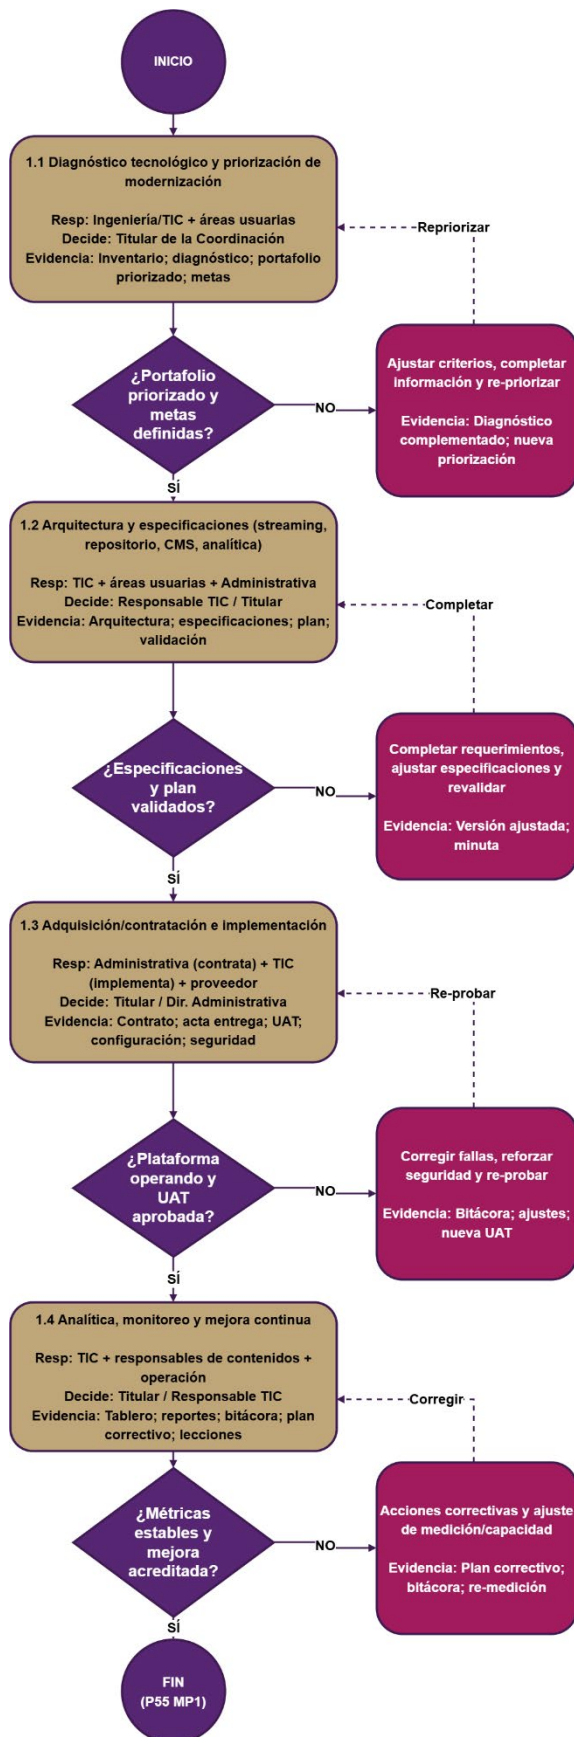 INICIO
1.1 Diagnóstico tecnológico y priorización de
modernización
Resp: Ingeniería/TIC + áreas usuarias
Decide: Titular de la Coordinación
Evidencia: Inventario; diagnóstico; portafolio
priorizado; metas
Repriorizar
¿Portafolio
priorizado y
metas
definidas?
NO
Ajustar criterios, completar
información y re-priorizar
Evidencia: Diagnóstico
complementado; nueva
priorización
SÍ
1.2 Arquitectura y especificaciones (streaming,
repositorio, CMS, analítica)
Resp: TIC + áreas usuarias + Administrativa
Decide: Responsable TIC / Titular
Evidencia: Arquitectura; especificaciones; plan;
validación
Completar
¿Especificaciones
y plan
validados?
NO
Completar requerimientos,
ajustar especificaciones y
revalidar
Evidencia: Versión ajustada;
minuta
SÍ
1.3 Adquisición/contratación e implementación
Resp: Administrativa (contrata) + TIC
(implementa) + proveedor
Decide: Titular / Dir. Administrativa
Evidencia: Contrato; acta entrega; UAT;
configuración; seguridad
Re-probar
¿Plataforma
operando y
UAT
aprobada?
NO
Corregir fallas, reforzar
seguridad y re-probar
Evidencia: Bitácora; ajustes;
nueva UAT
SÍ
1.4 Analítica, monitoreo y mejora continua
Resp: TIC + responsables de contenidos +
operación
Decide: Titular / Responsable TIC
Evidencia: Tablero; reportes; bitácora; plan
correctivo; lecciones
Corregir
¿Métricas
estables y
mejora
acreditada?
NO
Acciones correctivas y ajuste
de medición/capacidad
Evidencia: Plan correctivo;
bitácora; re-medición
SÍ
FIN
(P55 MP1)